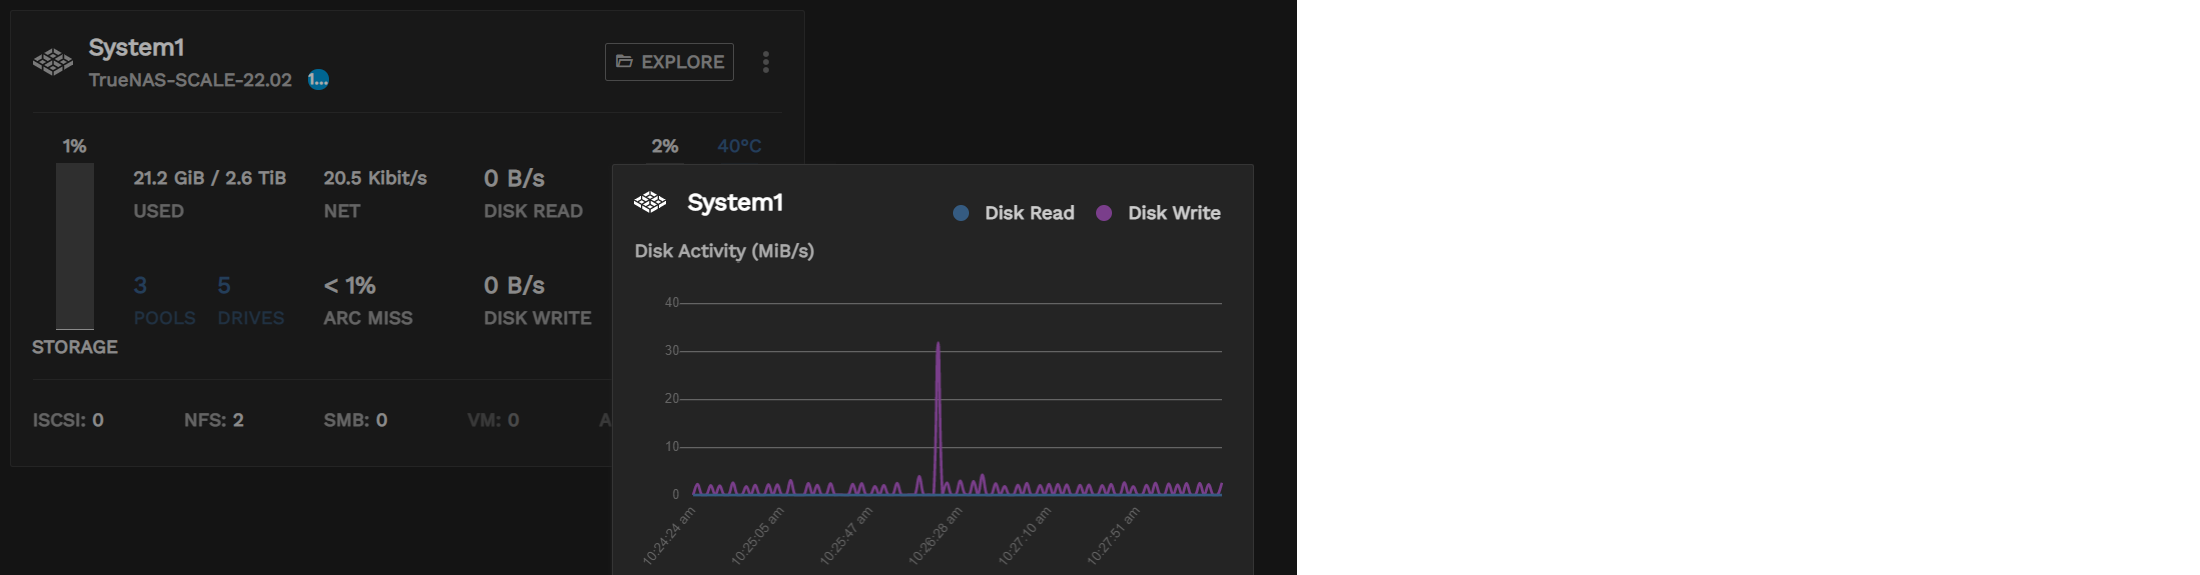 System1
TrueNAS-SCALE-22.02 1...
EXPLORE
1%
2% 40°C
21.2 GiB / 2.6 TiB
USED
20.5 Kibit/s
NET
0 B/s
DISK READ
3
POOLS
5
DRIVES
< 1%
ARC MISS
0 B/s
DISK WRITE
STORAGE
ISCSI: 0
NFS: 2
SMB: 0
VM: 0
A
System1
Disk Read
Disk Write
Disk Activity (MiB/s)
40
30
20
10
0
10:24:24 am
10:25:05 am
10:25:47 am
10:26:28 am
10:27:10 am
10:27:51 am